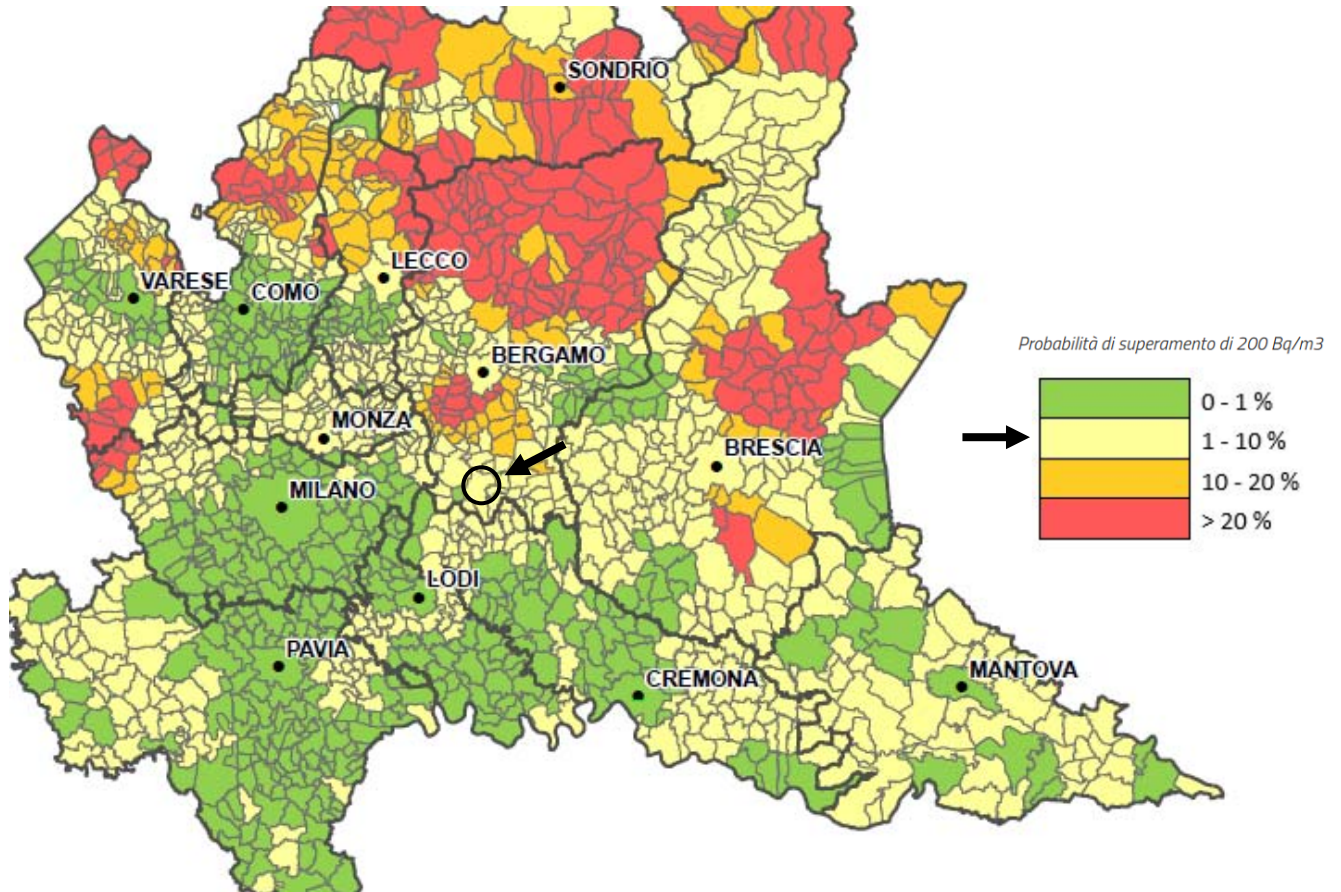 SONDRIO
LECCO
VARESE
COMO
BERGAMO
MONZA
BRESCIA
MILANO
LODI
PAVIA
CREMONA
MANTOVA
Probabilità di superamento di 200 Bq/m3
0 - 1 %
1 - 10 %
10 - 20 %
> 20 %